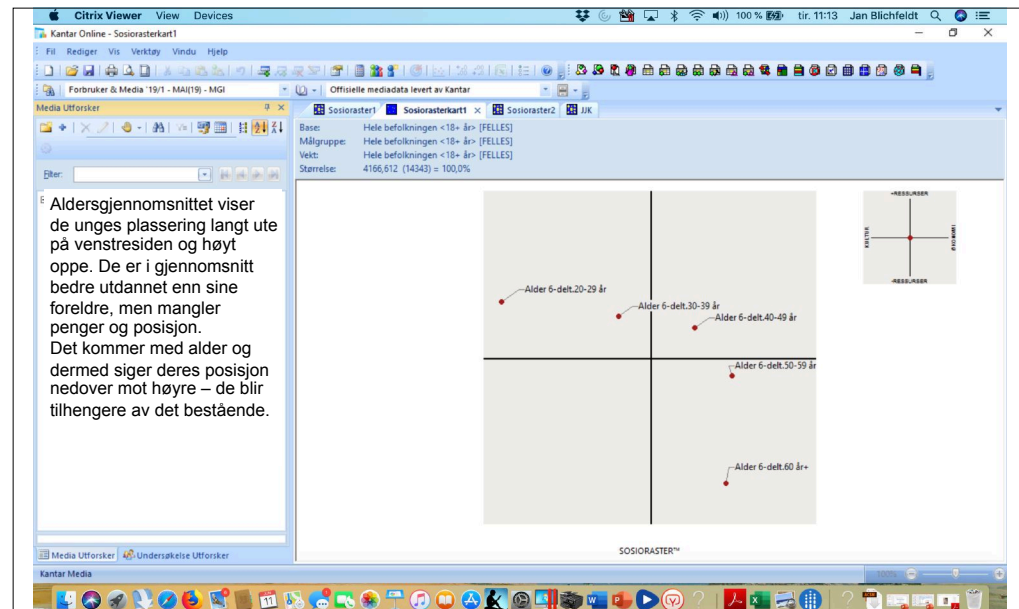 Citrix Viewer View Devices
100 % tir. 11:13 Jan Blichfeldt
Kantar Online - Sosiorasterkart1
Fil Rediger Vis Verktøy Vindu Hjelp
Forbruker & Media '19/1 - MAI(19) - MGI
Offisielle mediadata levert av Kantar
Media Utforsker
Sosioraster1 Sosiorasterkart1 Sosioraster2 JJK
Base: Hele befolkningen <18+ år> [FELLES]
Målgruppe: Hele befolkningen <18+ år> [FELLES]
Vekt: Hele befolkningen <18+ år> [FELLES]
Størrelse: 4166,612 (14343) = 100,0%
Filter:
Aldersgjennomsnittet viser
de unges plassering langt ute
på venstresiden og høyt
oppe. De er i gjennomsnitt
bedre utdannet enn sine
foreldre, men mangler
penger og posisjon.
Det kommer med alder og
dermed siger deres posisjon
nedover mot høyre – de blir
tilhengere av det bestående.
Alder 6-delt.20-29 år
Alder 6-delt.30-39 år
Alder 6-delt.40-49 år
Alder 6-delt.50-59 år
Alder 6-delt.60 år+
SOSIORASTER™
+RESSURSER
KULTUR
ØKONOMI
-RESSURSER
Media Utforsker Undersøkelse Utforsker
Kantar Media
100%